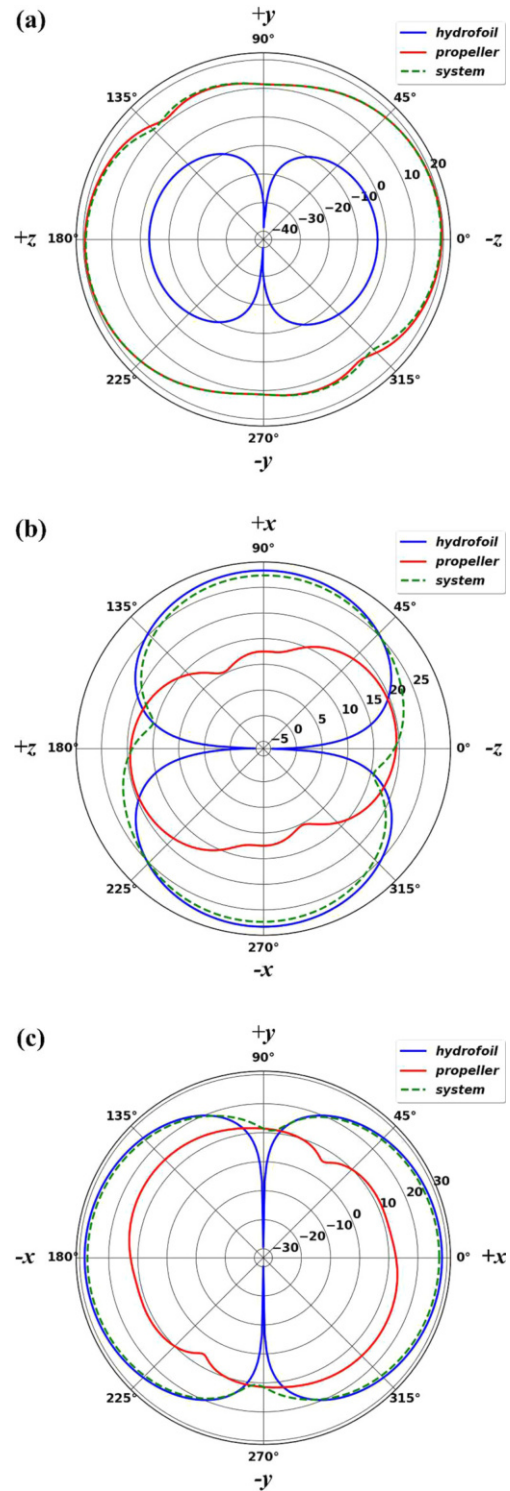 (a)
+y
90°
hydrofoil
propeller
system
135°
45°
20
10
0
−10
−20
−30
−40
+z 180°
0° -z
225°
315°
270°
-y
(b)
+x
90°
hydrofoil
propeller
system
135°
45°
25
20
15
10
5
0
−5
+z 180°
0° -z
225°
315°
270°
-x
(c)
+y
90°
hydrofoil
propeller
system
135°
45°
30
20
10
0
−10
−20
−30
-x 180°
0° +x
225°
315°
270°
-y